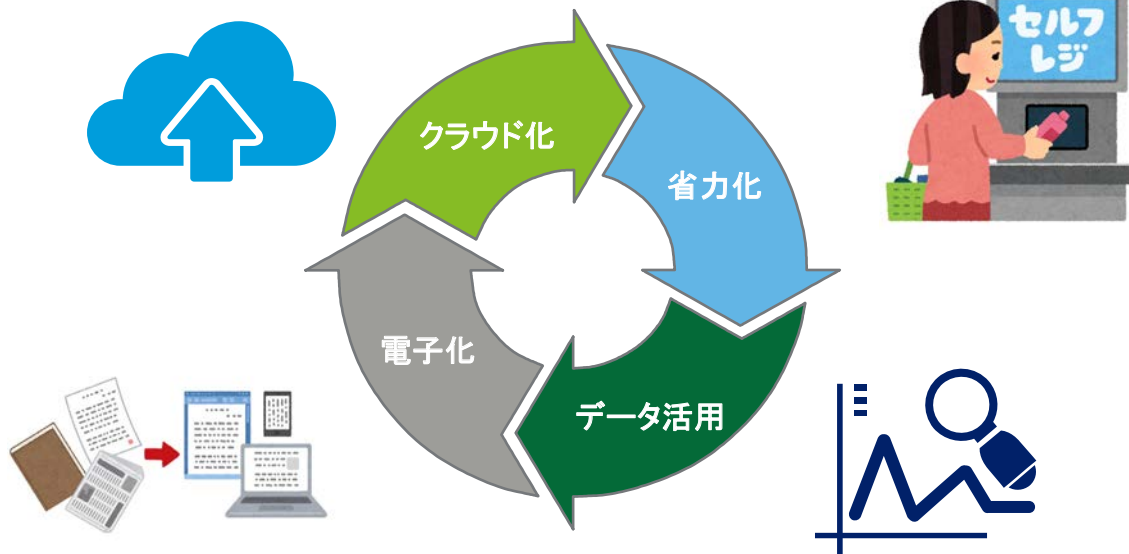 クラウド化
セルフ
レジ
省力化
電子化
データ活用